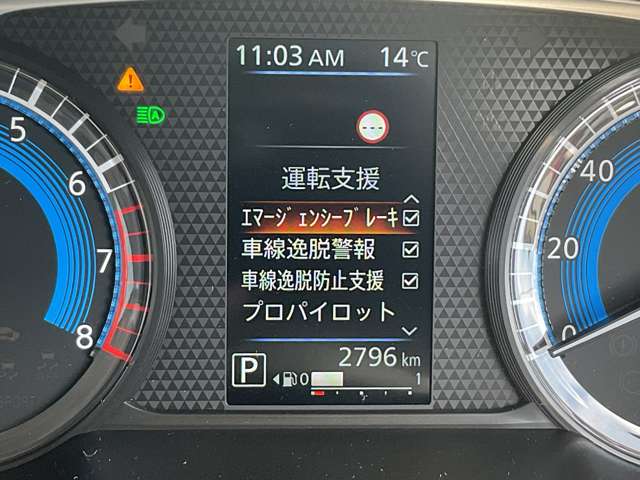 11:03 AM 14℃
運転支援
ｴﾏｰｼﾞｪﾝｼｰﾌﾞﾚｰｷ
車線逸脱警報
車線逸脱防止支援
プロパイロット
2796 km
P 0 1
5
6
7
8
40
20
0
A